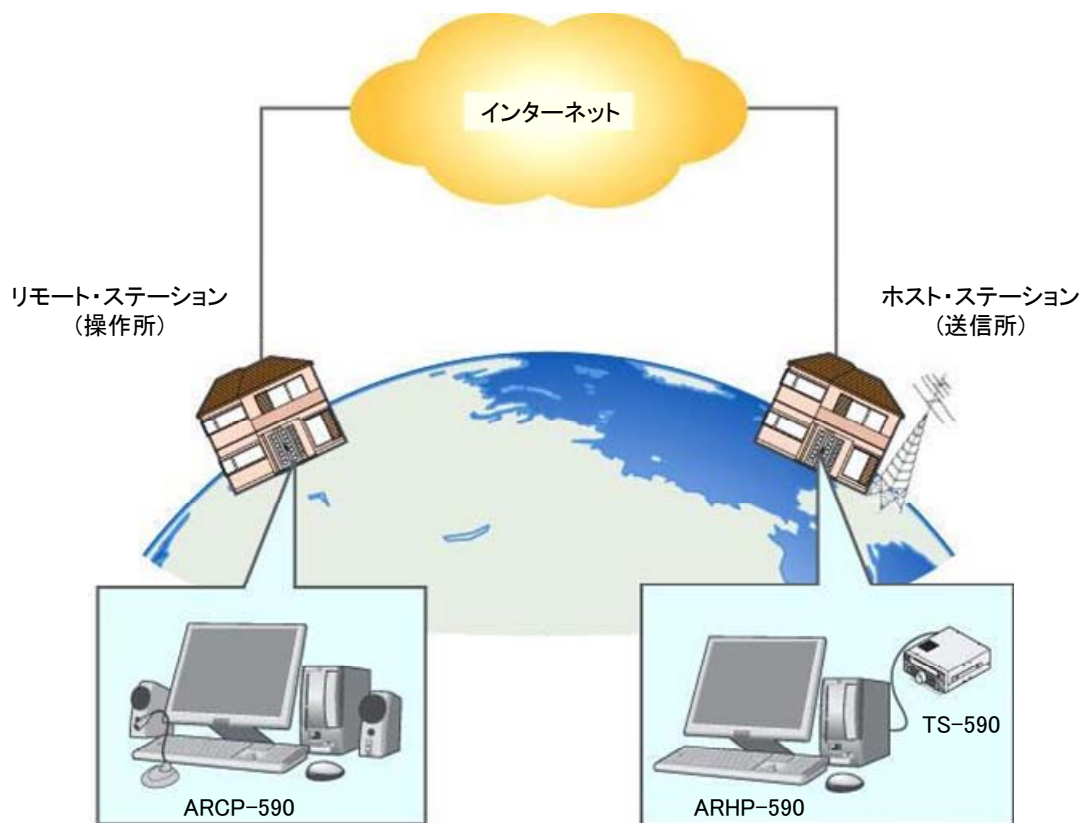 インターネット
リモート・ステーション
（操作所）
ホスト・ステーション
（送信所）
TS-590
ARCP-590
ARHP-590